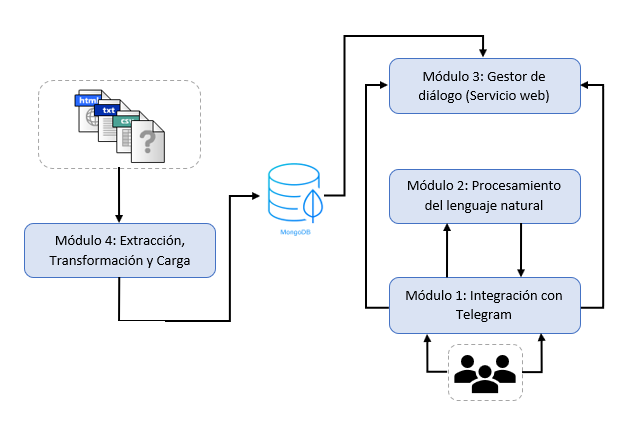 html
txt
csv
?
Módulo 4: Extracción,
Transformación y Carga
MongoDB
Módulo 3: Gestor de
diálogo (Servicio web)
Módulo 2: Procesamiento
del lenguaje natural
Módulo 1: Integración con
Telegram